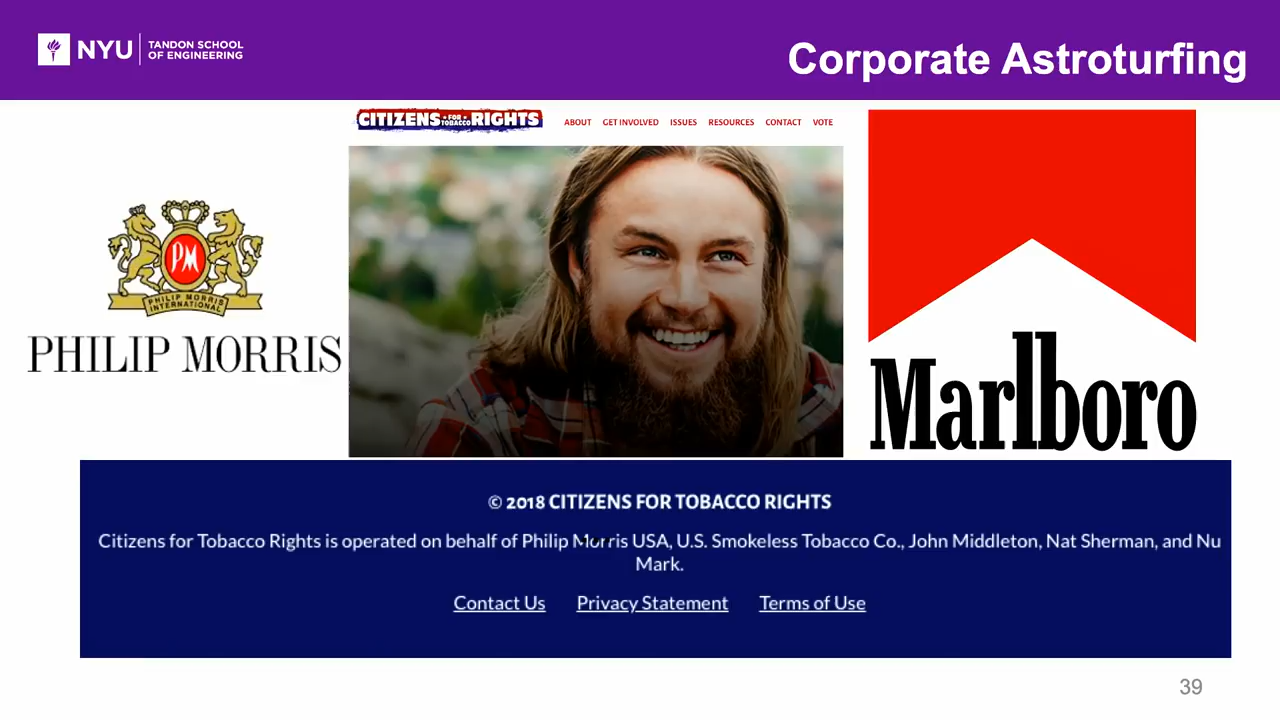 NYU
TANDON SCHOOL
OF ENGINEERING
Corporate Astroturfing
CITIZENS FOR TOBACCO RIGHTS
ABOUT GET INVOLVED ISSUES RESOURCES CONTACT VOTE
PM
PHILIP MORRIS
INTERNATIONAL
PHILIP MORRIS
Marlboro
© 2018 CITIZENS FOR TOBACCO RIGHTS
Citizens for Tobacco Rights is operated on behalf of Philip Morris USA, U.S. Smokeless Tobacco Co., John Middleton, Nat Sherman, and Nu
Mark.
Contact Us Privacy Statement Terms of Use
39